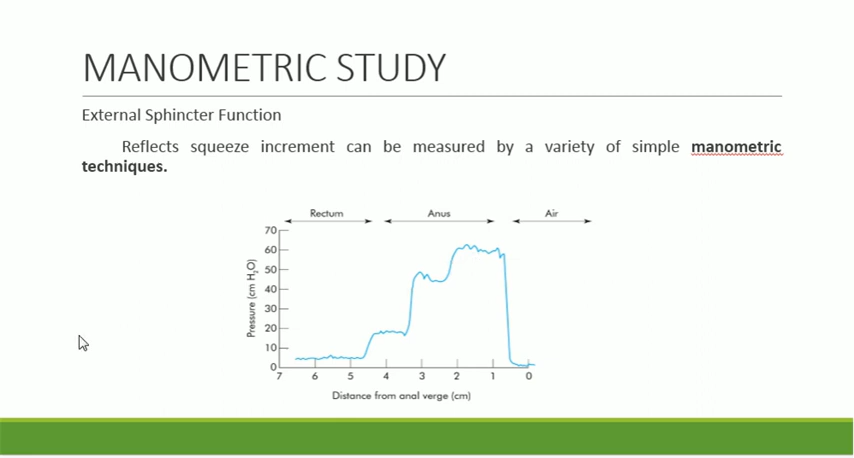 MANOMETRIC STUDY
External Sphincter Function
Reflects squeeze increment can be measured by a variety of simple manometric
techniques.
Rectum Anus Air
70
60
50
40
30
20
10
0
Pressure (cm H₂O)
7 6 5 4 3 2 1 0
Distance from anal verge (cm)